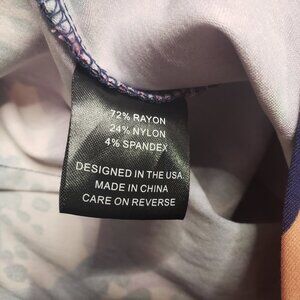 72% RAYON
24% NYLON
4% SPANDEX
DESIGNED IN THE USA
MADE IN CHINA
CARE ON REVERSE